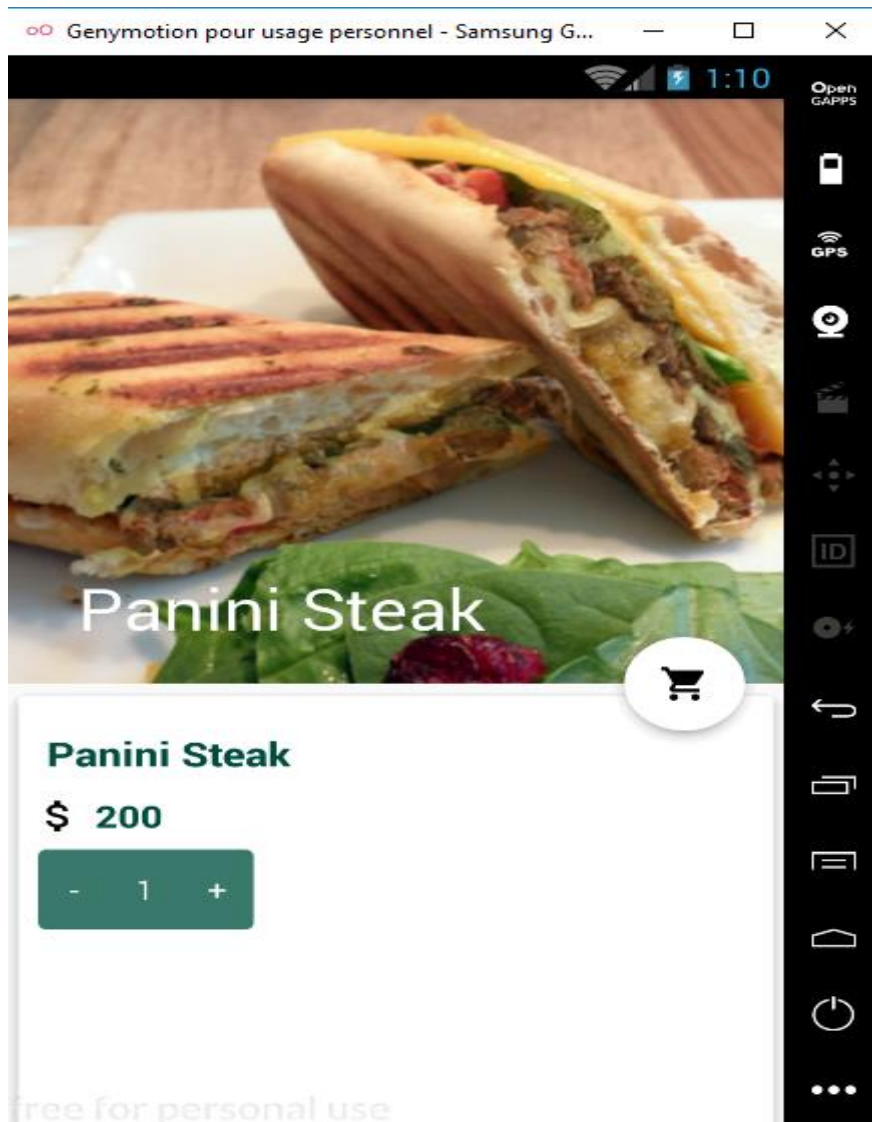 Genymotion pour usage personnel - Samsung G...
1:10
Open
GAPPS
GPS
ID
Panini Steak
Panini Steak
$ 200
- 1 +
free for personal use